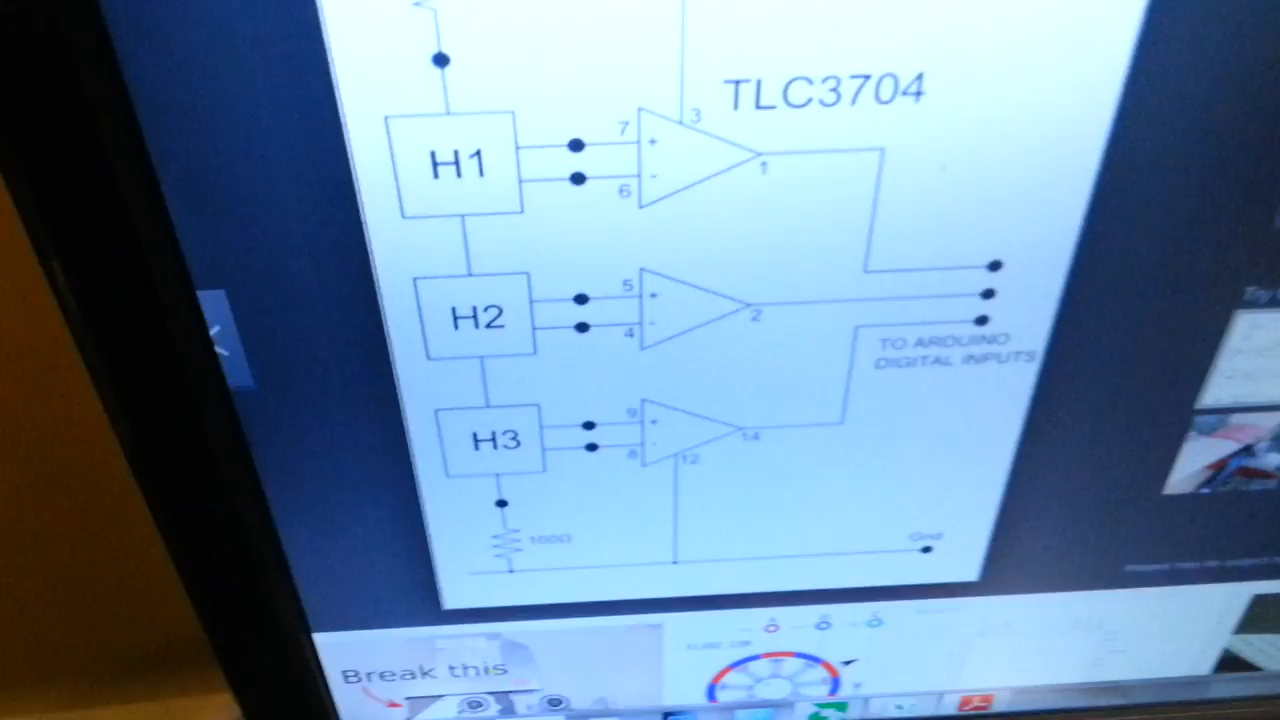 TLC3704
3
7
+
H1
1
-
6
5
+
H2
2
-
4
TO ARDUINO
DIGITAL INPUTS
9
H3
14
8
12
100Ω
Gnd
Break this